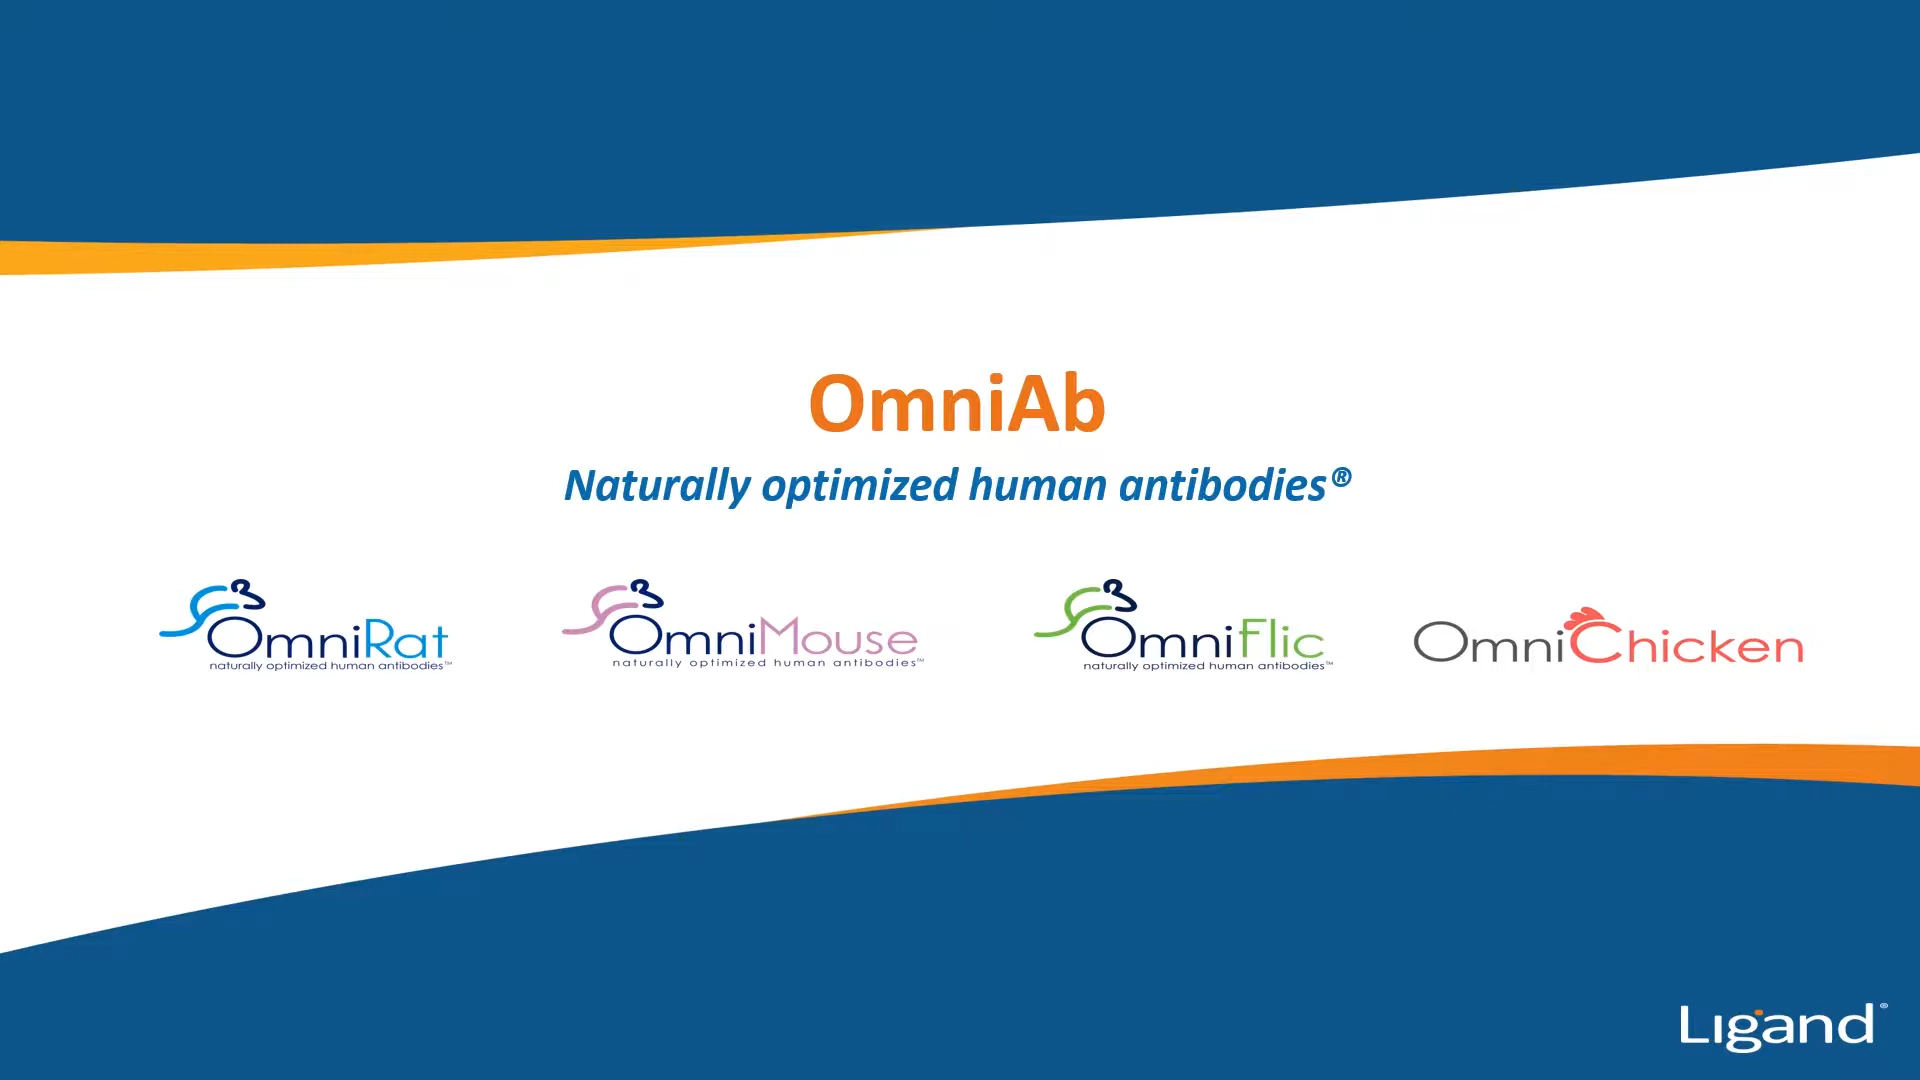 OmniAb
Naturally optimized human antibodies®
OmniRat
naturally optimized human antibodies™
OmniMouse
naturally optimized human antibodies™
OmniFlic
naturally optimized human antibodies™
OmniChicken
Ligand®